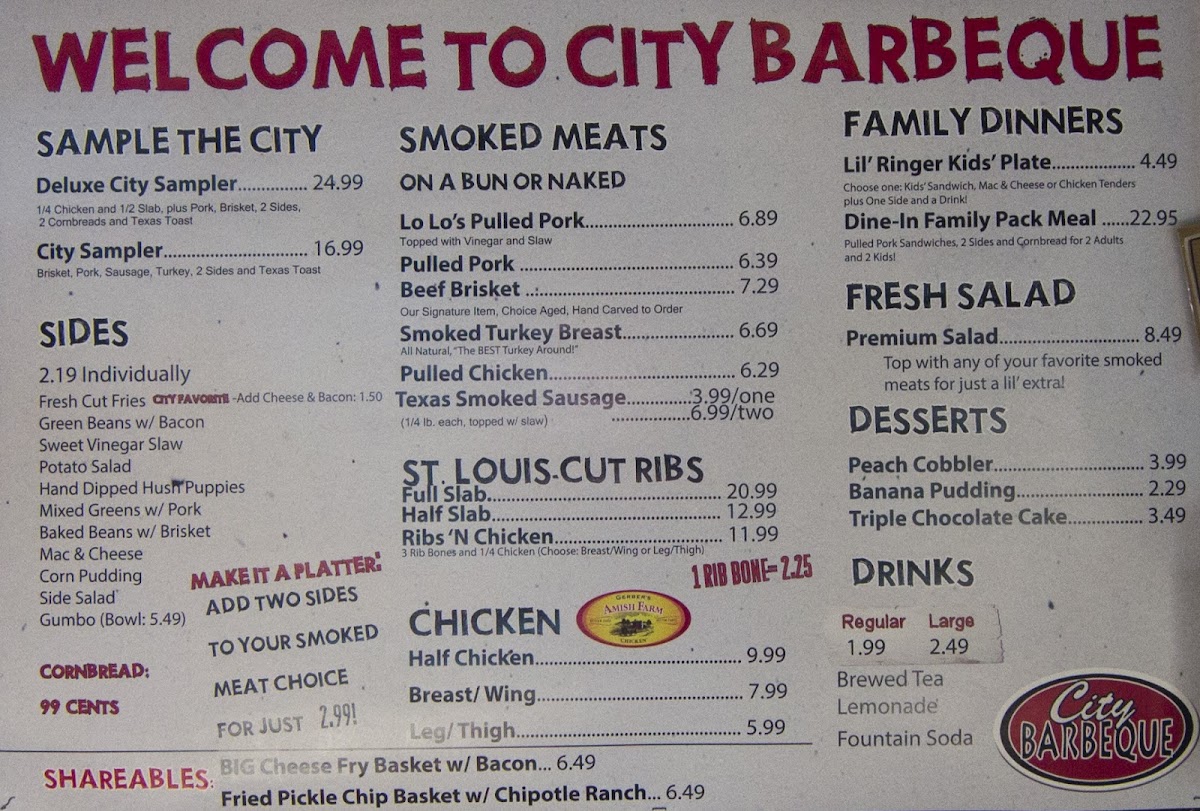 WELCOME TO CITY BARBEQUE
SAMPLE THE CITY
Deluxe City Sampler............... 24.99
1/4 Chicken and 1/2 Slab, plus Pork, Brisket, 2 Sides,
2 Cornbreads and Texas Toast
City Sampler............................... 16.99
Brisket, Pork, Sausage, Turkey, 2 Sides and Texas Toast
SIDES
2.19 Individually
Fresh Cut Fries CITY FAVORITE -Add Cheese & Bacon: 1.50
Green Beans w/ Bacon
Sweet Vinegar Slaw
Potato Salad
Hand Dipped Hush Puppies
Mixed Greens w/ Pork
Baked Beans w/ Brisket
Mac & Cheese
Corn Pudding
Side Salad
Gumbo (Bowl: 5.49)
CORNBREAD:
99 CENTS
MAKE IT A PLATTER:
ADD TWO SIDES
TO YOUR SMOKED
MEAT CHOICE
FOR JUST 2.99!
SMOKED MEATS
ON A BUN OR NAKED
Lo Lo's Pulled Pork.............................. 6.89
Topped with Vinegar and Slaw
Pulled Pork .......................................... 6.39
Beef Brisket ......................................... 7.29
Our Signature Item, Choice Aged, Hand Carved to Order
Smoked Turkey Breast....................... 6.69
All Natural, "The BEST Turkey Around!"
Pulled Chicken..................................... 6.29
Texas Smoked Sausage.............3.99/one
(1/4 lb. each, topped w/ slaw) ................6.99/two
ST. LOUIS-CUT RIBS
Full Slab.............................................. 20.99
Half Slab.............................................. 12.99
Ribs 'N Chicken.................................. 11.99
3 Rib Bones and 1/4 Chicken (Choose: Breast/Wing or Leg/Thigh)
1 RIB BONE= 2.25
CHICKEN
GERBER'S
AMISH FARM
CHICKEN
Half Chicken......................................... 9.99
Breast/ Wing......................................... 7.99
Leg/ Thigh............................................. 5.99
FAMILY DINNERS
Lil' Ringer Kids' Plate................ 4.49
Choose one: Kids' Sandwich, Mac & Cheese or Chicken Tenders
plus One Side and a Drink!
Dine-In Family Pack Meal .....22.95
Pulled Pork Sandwiches, 2 Sides and Cornbread for 2 Adults
and 2 Kids!
FRESH SALAD
Premium Salad............................. 8.49
Top with any of your favorite smoked
meats for just a lil' extra!
DESSERTS
Peach Cobbler.............................. 3.99
Banana Pudding......................... 2.29
Triple Chocolate Cake............... 3.49
DRINKS
Regular Large
1.99 2.49
Brewed Tea
Lemonade
Fountain Soda
City
BARBEQUE
SHAREABLES:
BIG Cheese Fry Basket w/ Bacon... 6.49
Fried Pickle Chip Basket w/ Chipotle Ranch... 6.49